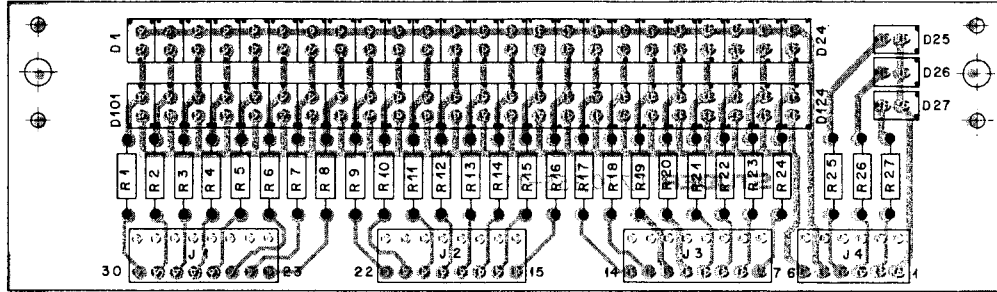 D1 D24 D25
D26
D101 D124 D27
R1 R2 R3 R4 R5 R6 R7 R8 R9 R10 R11 R12 R13 R14 R15 R16 R17 R18 R19 R20 R21 R22 R23 R24 R25 R26 R27
J J2 J3 J4
30 23 22 15 14 7 6 1